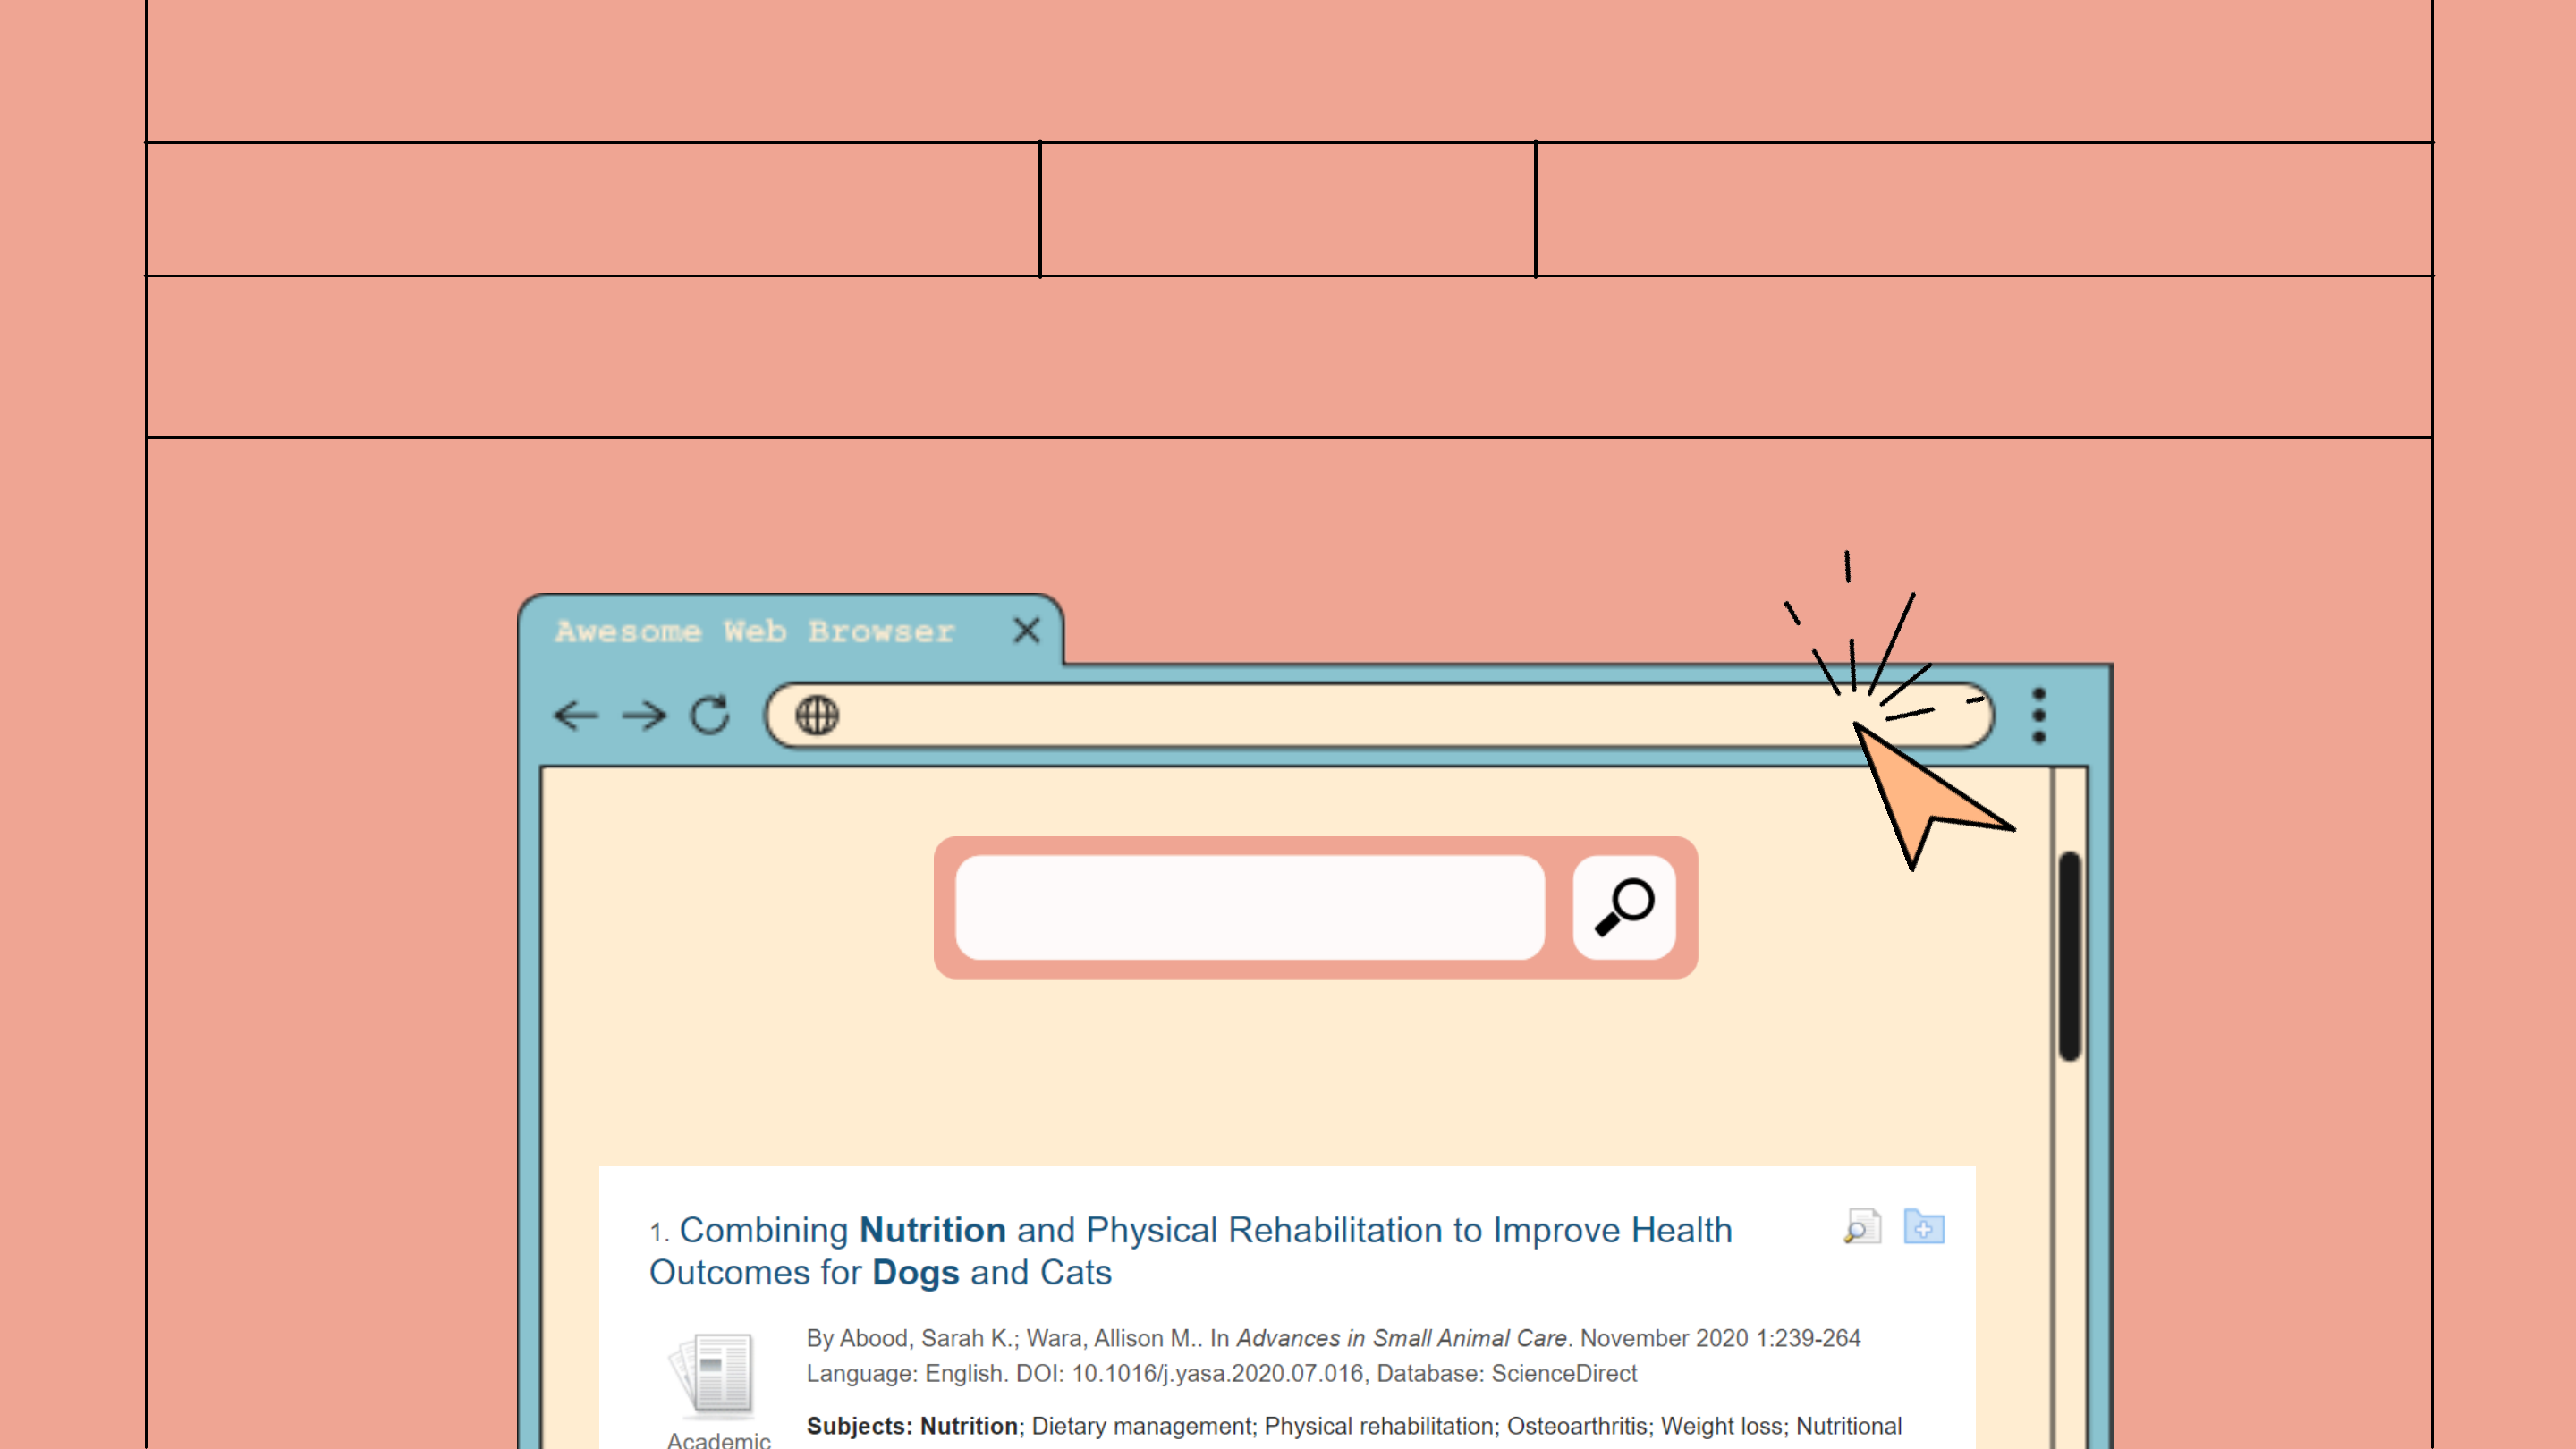 Awesome Web Browser
1. Combining Nutrition and Physical Rehabilitation to Improve Health
Outcomes for Dogs and Cats
By Abood, Sarah K.; Wara, Allison M.. In Advances in Small Animal Care. November 2020 1:239-264
Language: English. DOI: 10.1016/j.yasa.2020.07.016, Database: ScienceDirect
Subjects: Nutrition; Dietary management; Physical rehabilitation; Osteoarthritis; Weight loss; Nutritional
Academic